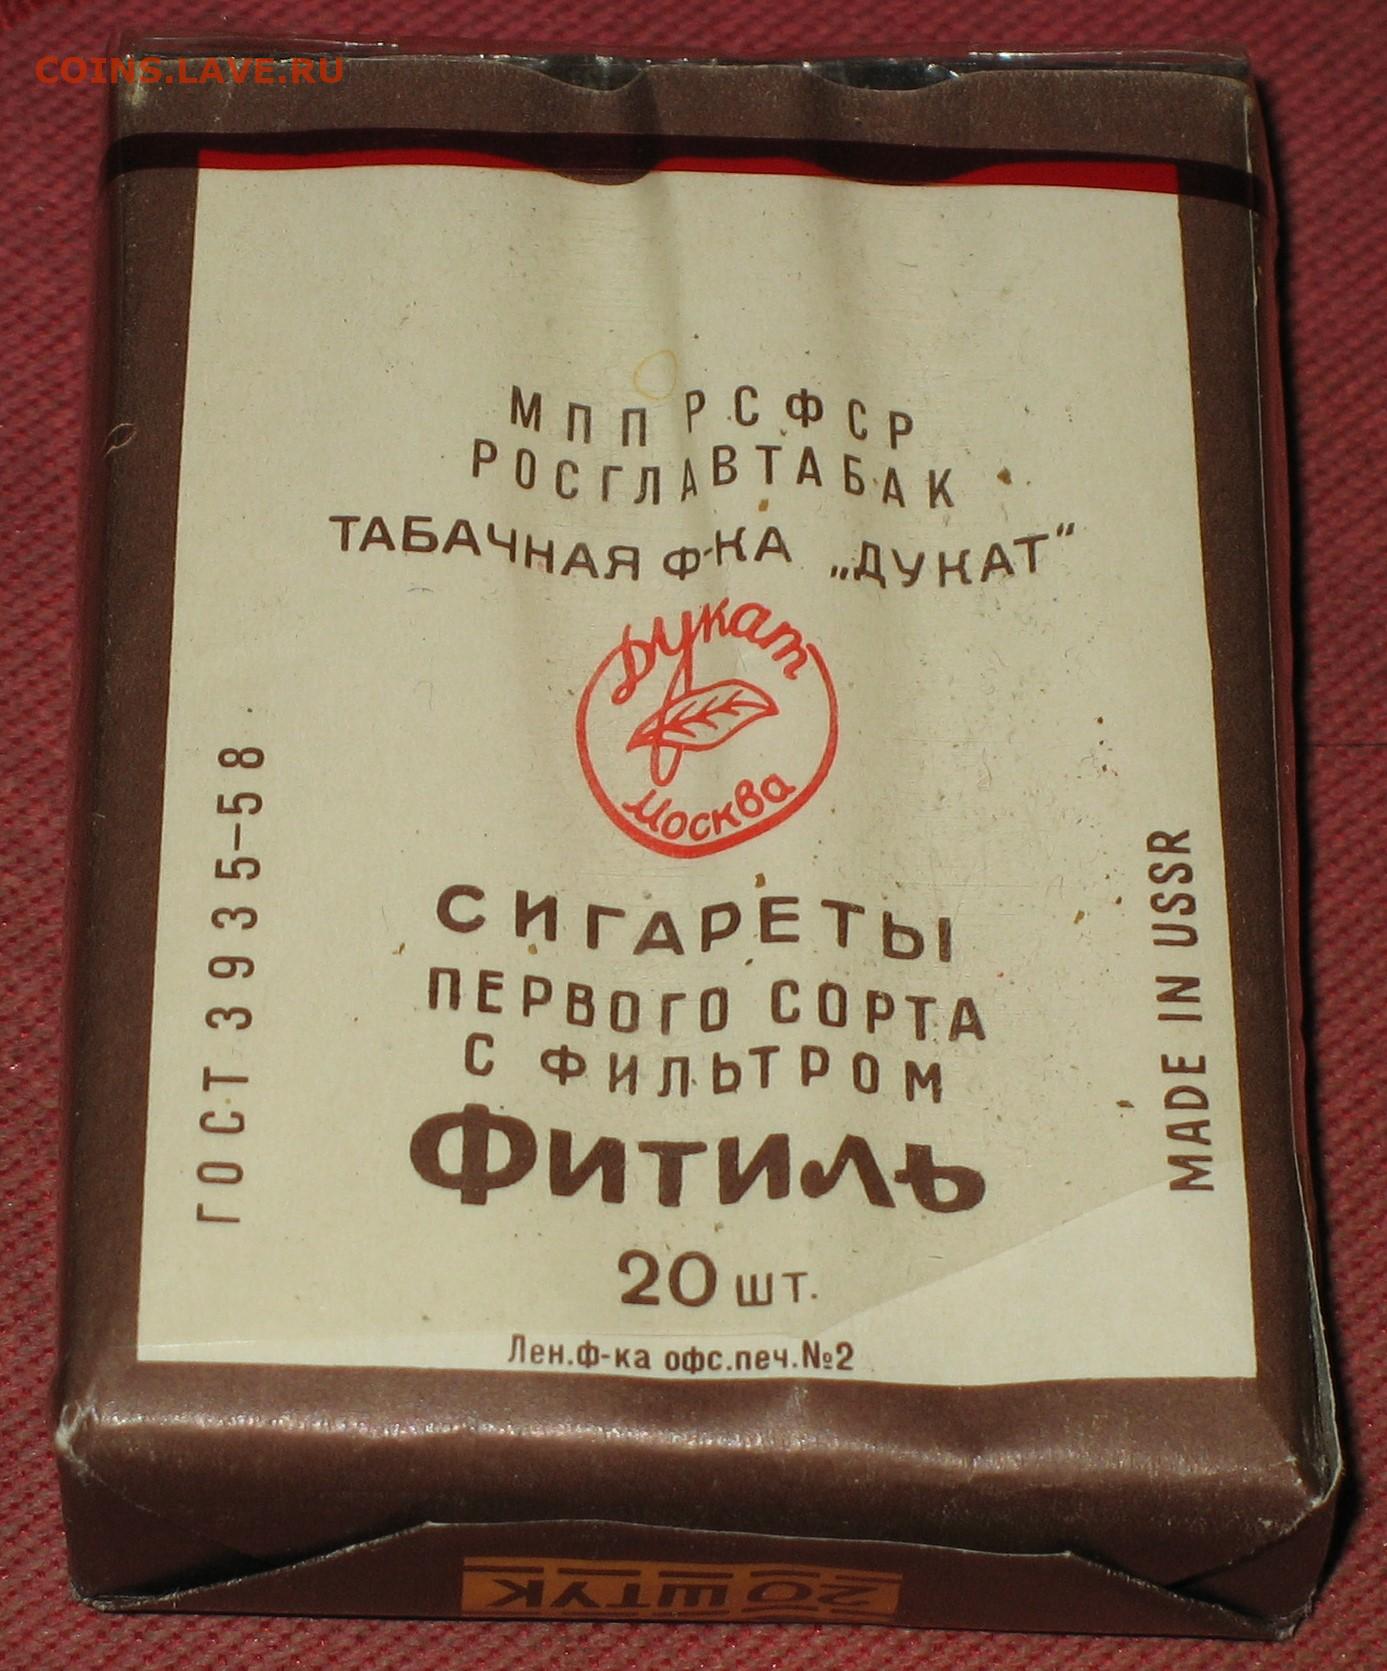 COINS.LAVE.RU
МПП РСФСР
РОСГЛАВТАБАК
ТАБАЧНАЯ Ф-КА „ДУКАТ“
Дукат
Москва
ГОСТ 3935–58
MADE IN USSR
СИГАРЕТЫ
ПЕРВОГО СОРТА
С ФИЛЬТРОМ
ФИТИЛЬ
20 ШТ.
Лен.ф-ка офс.печ.№2
20 ШТУК